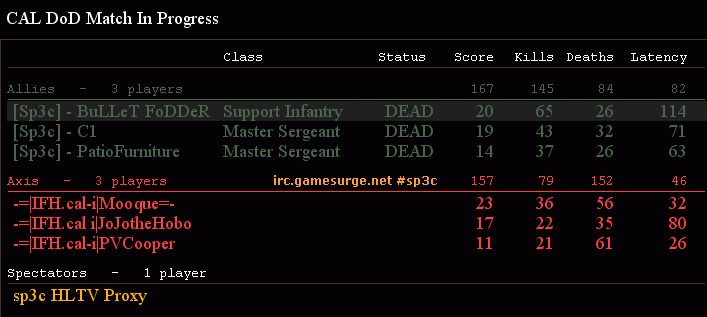 CAL DoD Match In Progress
Class Status Score Kills Deaths Latency
Allies - 3 players 167 145 84 82
[Sp3c] - BuLLeT FoDDeR Support Infantry DEAD 20 65 26 114
[Sp3c] - C1 Master Sergeant DEAD 19 43 32 71
[Sp3c] - PatioFurniture Master Sergeant DEAD 14 37 26 63
Axis - 3 players irc.gamesurge.net #sp3c 157 79 152 46
-=|IFH.cal-i|Mooque=- 23 36 56 32
-=|IFH.cal i|JoJotheHobo 17 22 35 80
-=|IFH.cal-i|PVCooper 11 21 61 26
Spectators - 1 player
sp3c HLTV Proxy